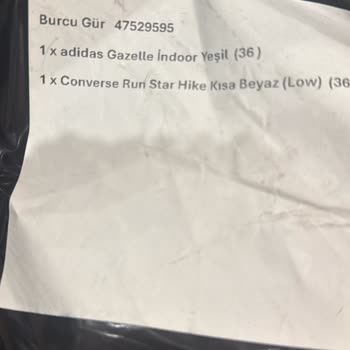 Burcu Gür 47529595
1 x adidas Gazelle İndoor Yeşil (36)
1 x Converse Run Star Hike Kısa Beyaz (Low) (36